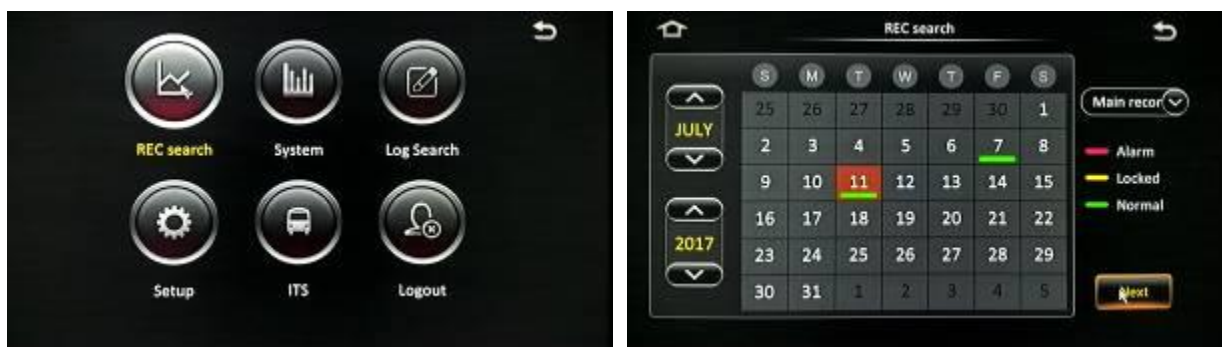 REC search System Log Search
Setup ITS Logout
REC search
S M T W T F S
25 26 27 28 29 30 1
2 3 4 5 6 7 8
9 10 11 12 13 14 15
16 17 18 19 20 21 22
23 24 25 26 27 28 29
30 31 1 2 3 4 5
JULY
2017
Main recor
Alarm
Locked
Normal
Next